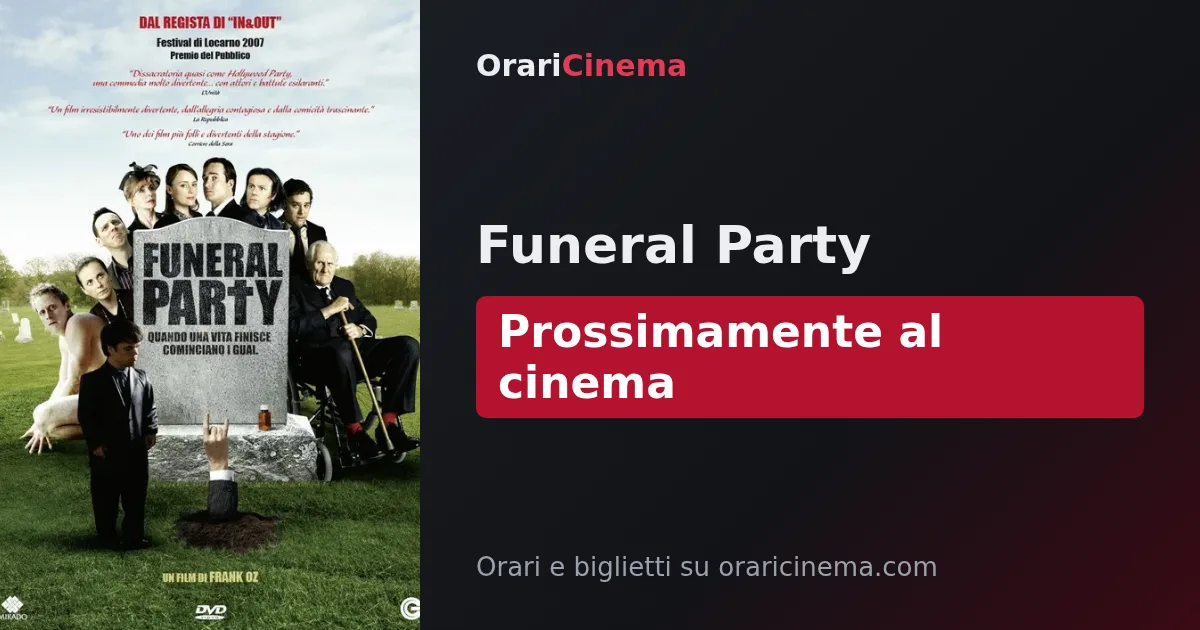 DAL REGISTA DI "IN&OUT"
Festival di Locarno 2007
Premio del Pubblico
"Dissacratoria quasi come Hollywood Party,
una commedia molto divertente... con attori e battute esilaranti."
L'Unità
"Un film irresistibilmente divertente, dall'allegria contagiosa e dalla comicità trascinante."
La Repubblica
"Uno dei film più folli e divertenti della stagione."
Corriere della Sera
FUNERAL
PARTY
QUANDO UNA VITA FINISCE
COMINCIANO I GUAI.
UN FILM DI FRANK OZ
MIKADO
DVD
VIDEO
OrariCinema
Funeral Party
Prossimamente al
cinema
Orari e biglietti su oraricinema.com